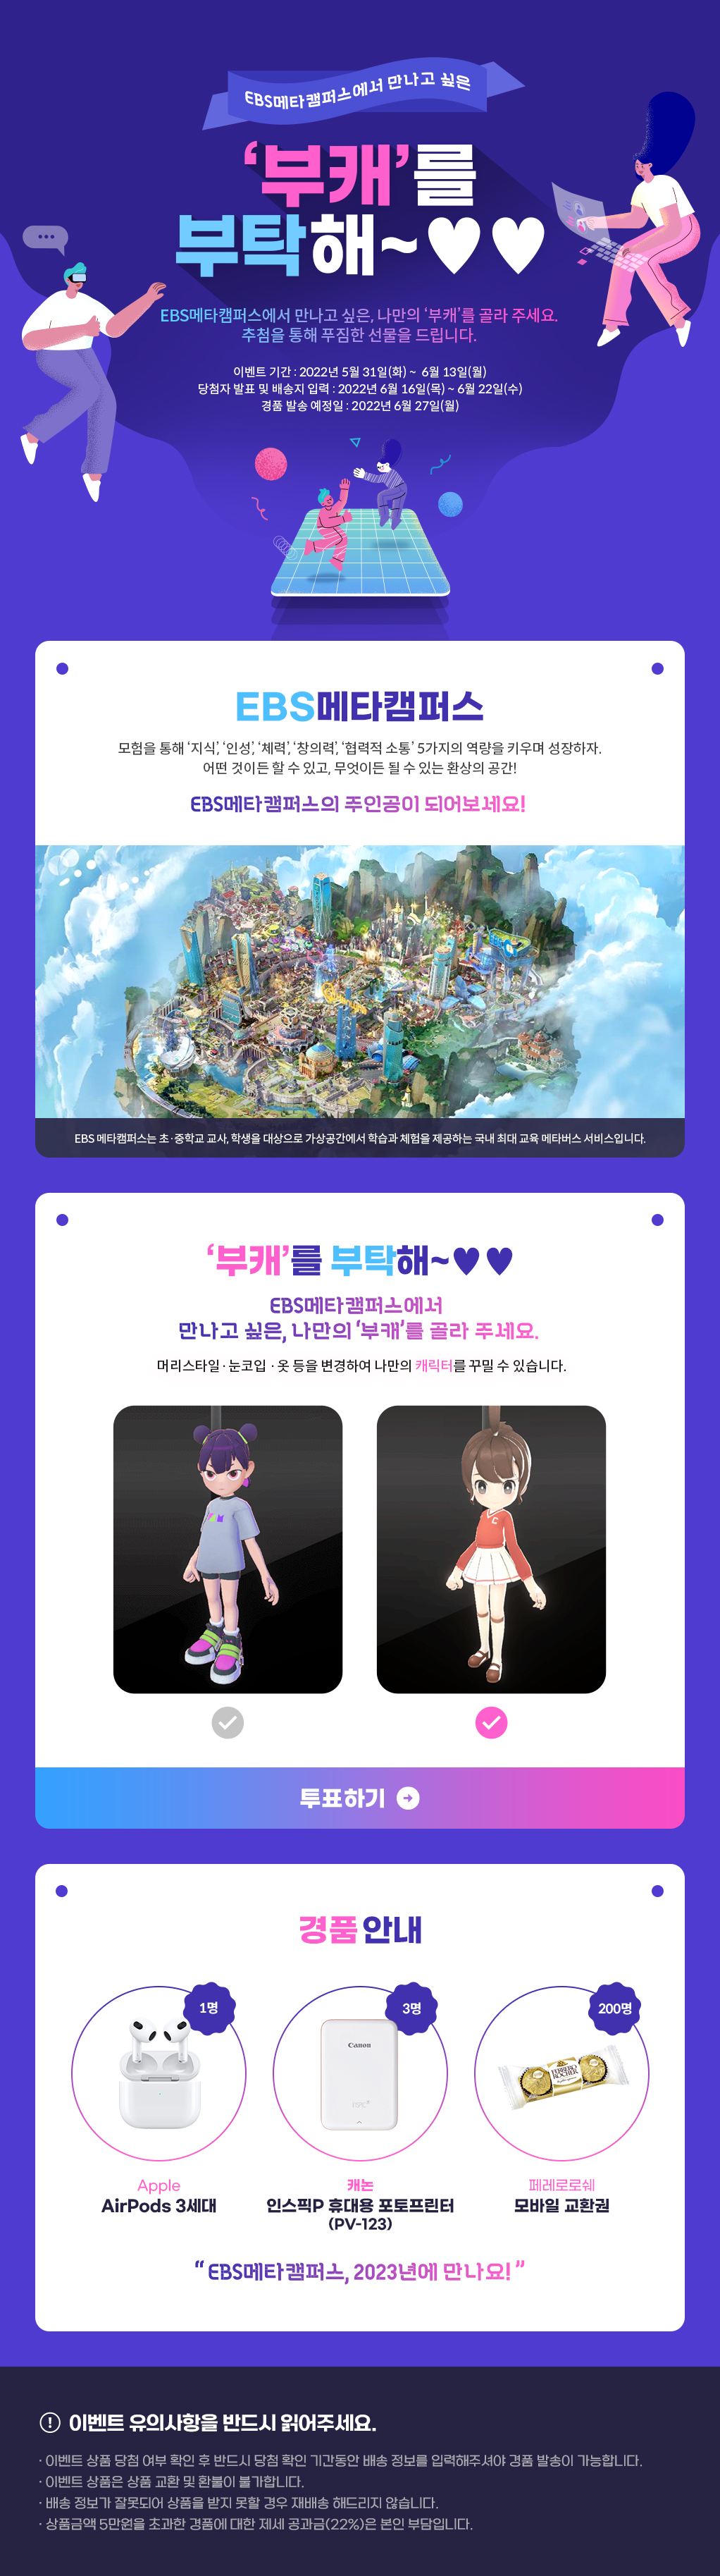 EBS메타캠퍼스에서 만나고 싶은
‘부캐’를
부탁해~♥♥
EBS메타캠퍼스에서 만나고 싶은, 나만의 ‘부캐’를 골라 주세요.
추첨을 통해 푸짐한 선물을 드립니다.
이벤트 기간 : 2022년 5월 31일(화) ~ 6월 13일(월)
당첨자 발표 및 배송지 입력 : 2022년 6월 16일(목) ~ 6월 22일(수)
경품 발송 예정일 : 2022년 6월 27일(월)
EBS메타캠퍼스
모험을 통해 ‘지식’, ‘인성’, ‘체력’, ‘창의력’, ‘협력적 소통’ 5가지의 역량을 키우며 성장하자.
어떤 것이든 할 수 있고, 무엇이든 될 수 있는 환상의 공간!
EBS메타캠퍼스의 주인공이 되어보세요!
EBS 메타캠퍼스는 초·중학교 교사, 학생을 대상으로 가상공간에서 학습과 체험을 제공하는 국내 최대 교육 메타버스 서비스입니다.
‘부캐’를 부탁해~♥♥
EBS메타캠퍼스에서
만나고 싶은, 나만의 ‘부캐’를 골라 주세요.
머리스타일 · 눈코입 · 옷 등을 변경하여 나만의 캐릭터를 꾸밀 수 있습니다.
C
투표하기
경품 안내
1명
3명
200명
Canon
FERRERO
ROCHER
Apple
AirPods 3세대
캐논
인스픽P 휴대용 포토프린터
(PV-123)
페레로로쉐
모바일 교환권
“ EBS메타캠퍼스, 2023년에 만나요! ”
이벤트 유의사항을 반드시 읽어주세요.
· 이벤트 상품 당첨 여부 확인 후 반드시 당첨 확인 기간동안 배송 정보를 입력해주셔야 경품 발송이 가능합니다.
· 이벤트 상품은 상품 교환 및 환불이 불가합니다.
· 배송 정보가 잘못되어 상품을 받지 못할 경우 재배송 해드리지 않습니다.
· 상품금액 5만원을 초과한 경품에 대한 제세 공과금(22%)은 본인 부담입니다.